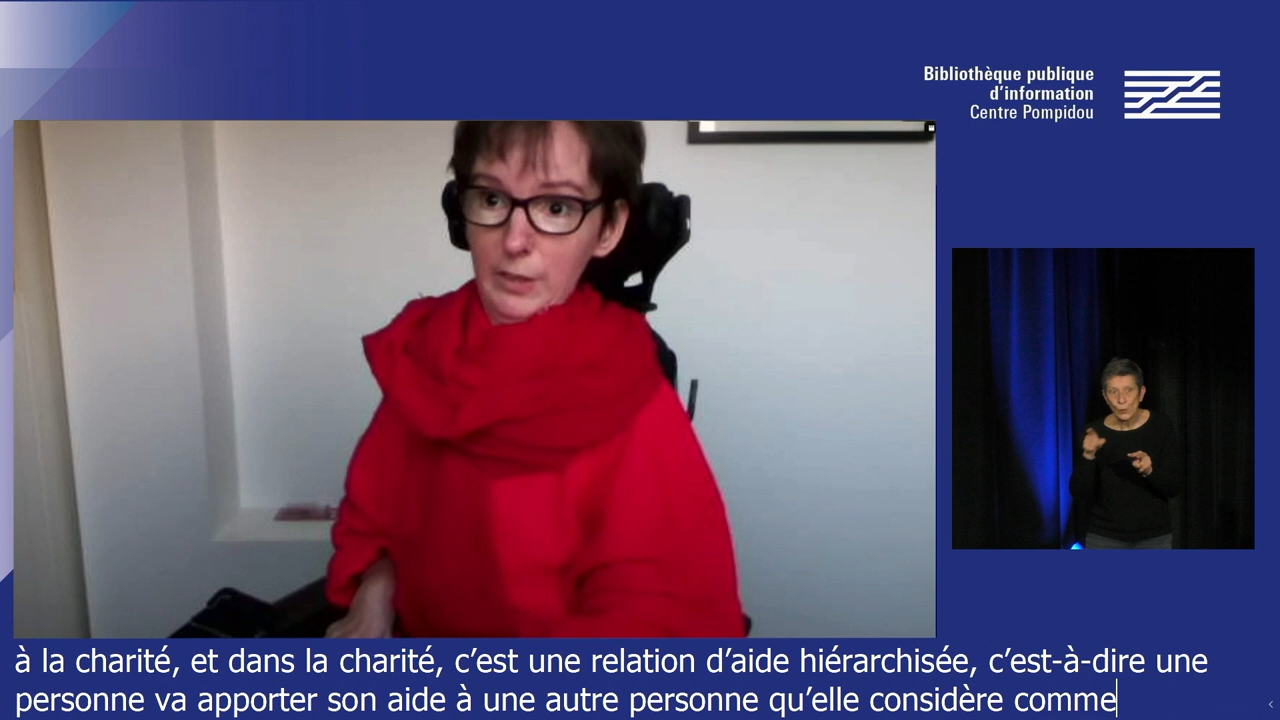 Bibliothèque publique
d'information
Centre Pompidou
à la charité, et dans la charité, c'est une relation d'aide hiérarchisée, c'est-à-dire une
personne va apporter son aide à une autre personne qu'elle considère comme